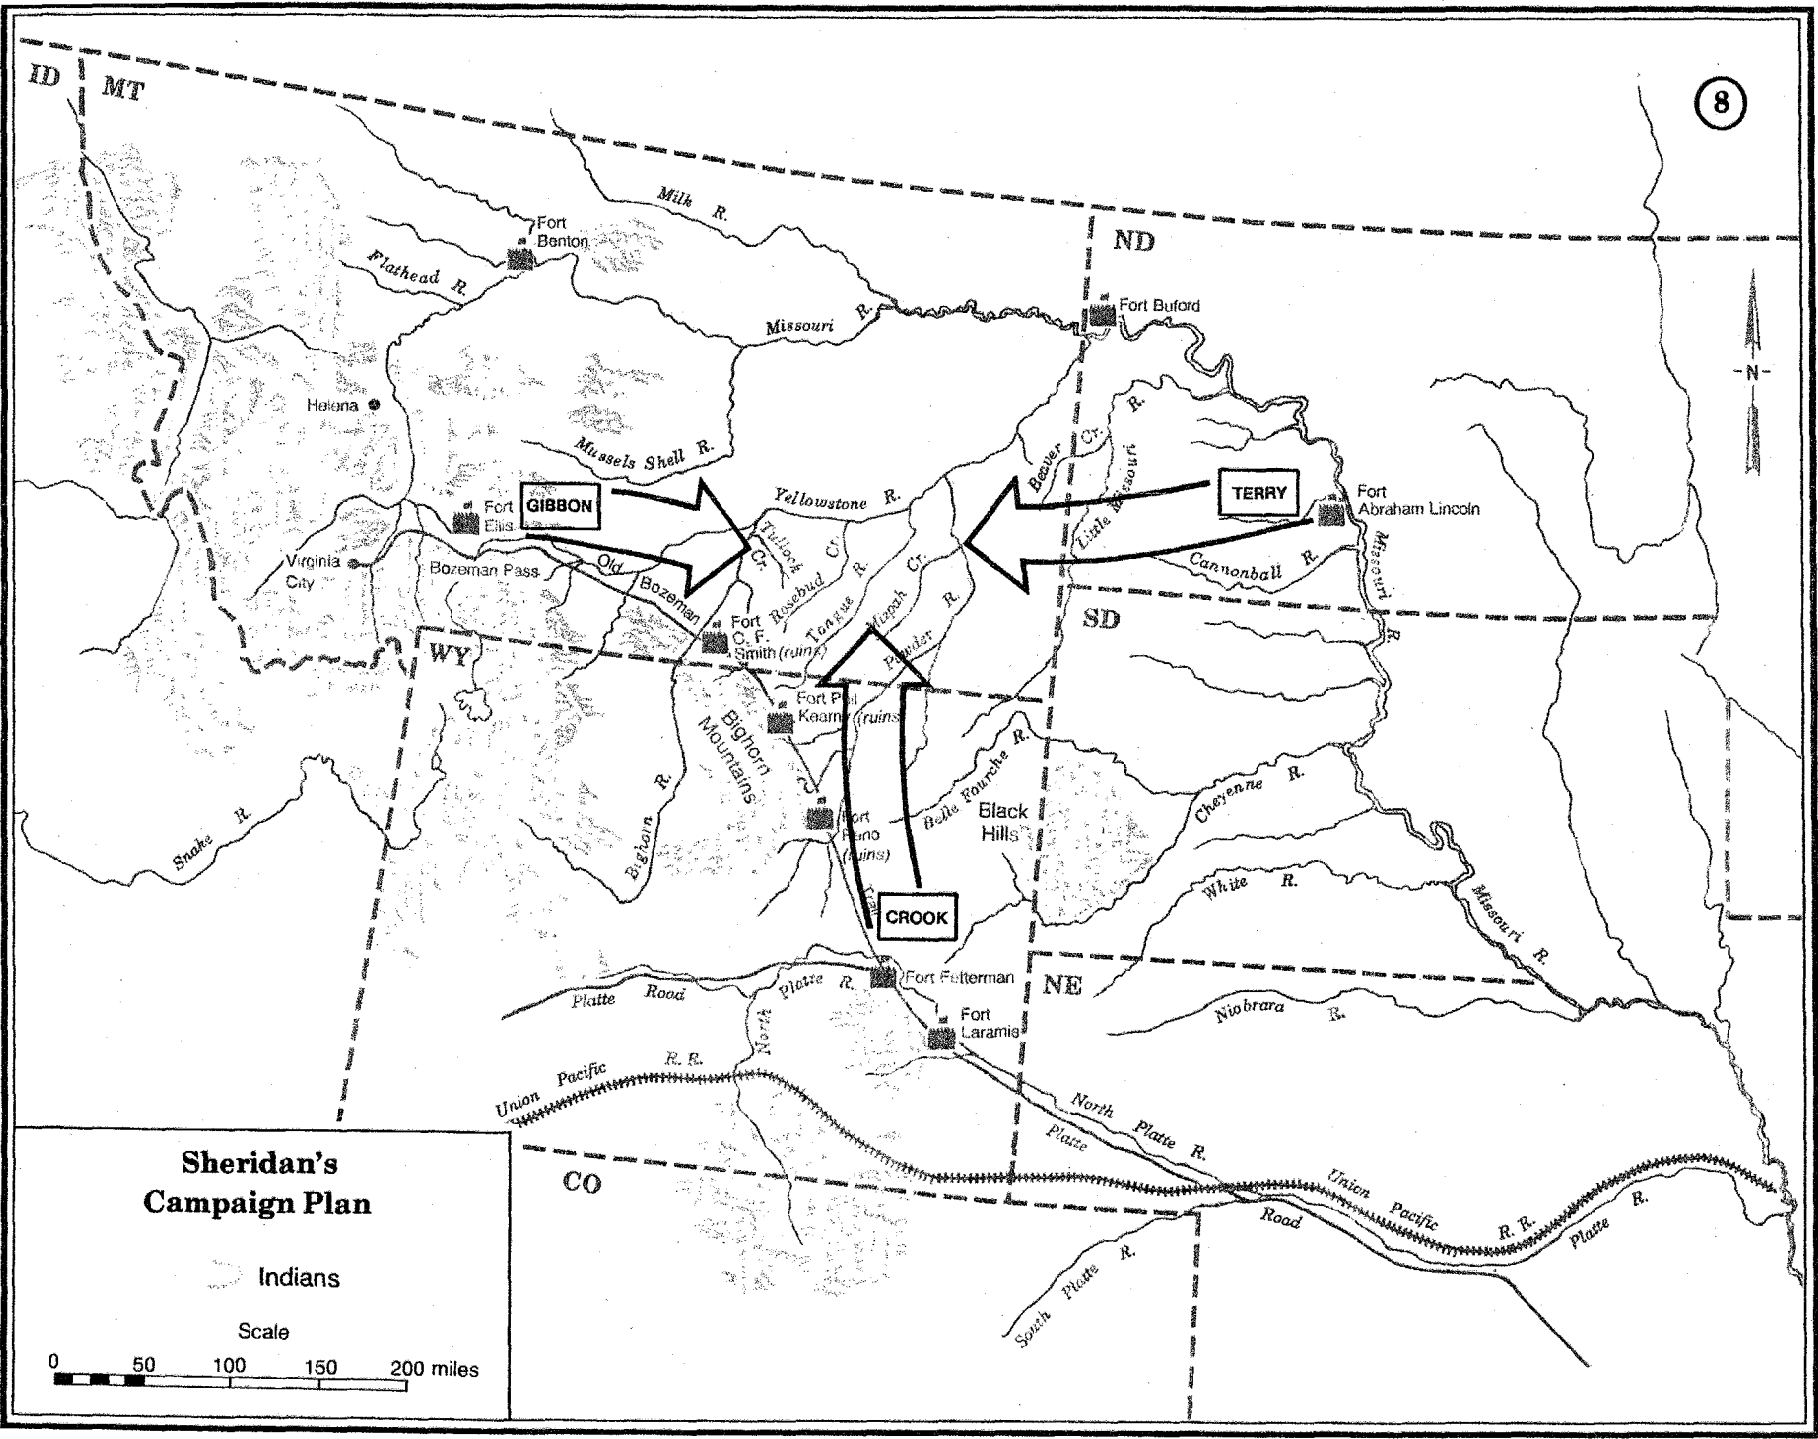 ID
MT
8
Milk R.
ND
Fort
Benton
Flathead R.
Fort Buford
Missouri R.
N
Helena
Mussels Shell R.
Beaver Cr.
R.
Little Missouri
GIBBON
TERRY
Fort
Ellis
Yellowstone R.
Fort
Abraham Lincoln
Tullock
Cr.
Virginia
City
Bozeman Pass
Old
Bozeman
Rosebud Cr.
Tongue R.
Mizpah Cr.
Powder R.
Cannonball R.
Missouri
R.
Fort
C. F.
Smith (ruins)
SD
WY
Fort Phil
Kearny (ruins)
Bighorn
Mountains
Belle Fourche R.
Cheyenne R.
Black
Hills
Snake R.
Bighorn R.
Fort
Reno
(ruins)
Trail
White R.
CROOK
Missouri R.
Platte Road
North Platte R.
Fort Fetterman
NE
Fort
Laramie
Niobrara R.
Union Pacific R. R.
North Platte R.
Platte
Road
CO
Union Pacific R. R.
Platte R.
South Platte R.
Sheridan's
Campaign Plan
Indians
Scale
0 50 100 150 200 miles